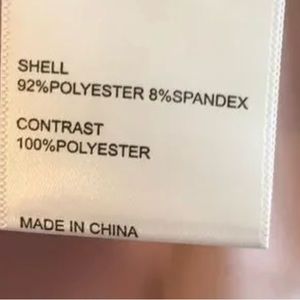 SHELL
92%POLYESTER 8%SPANDEX
CONTRAST
100%POLYESTER
MADE IN CHINA